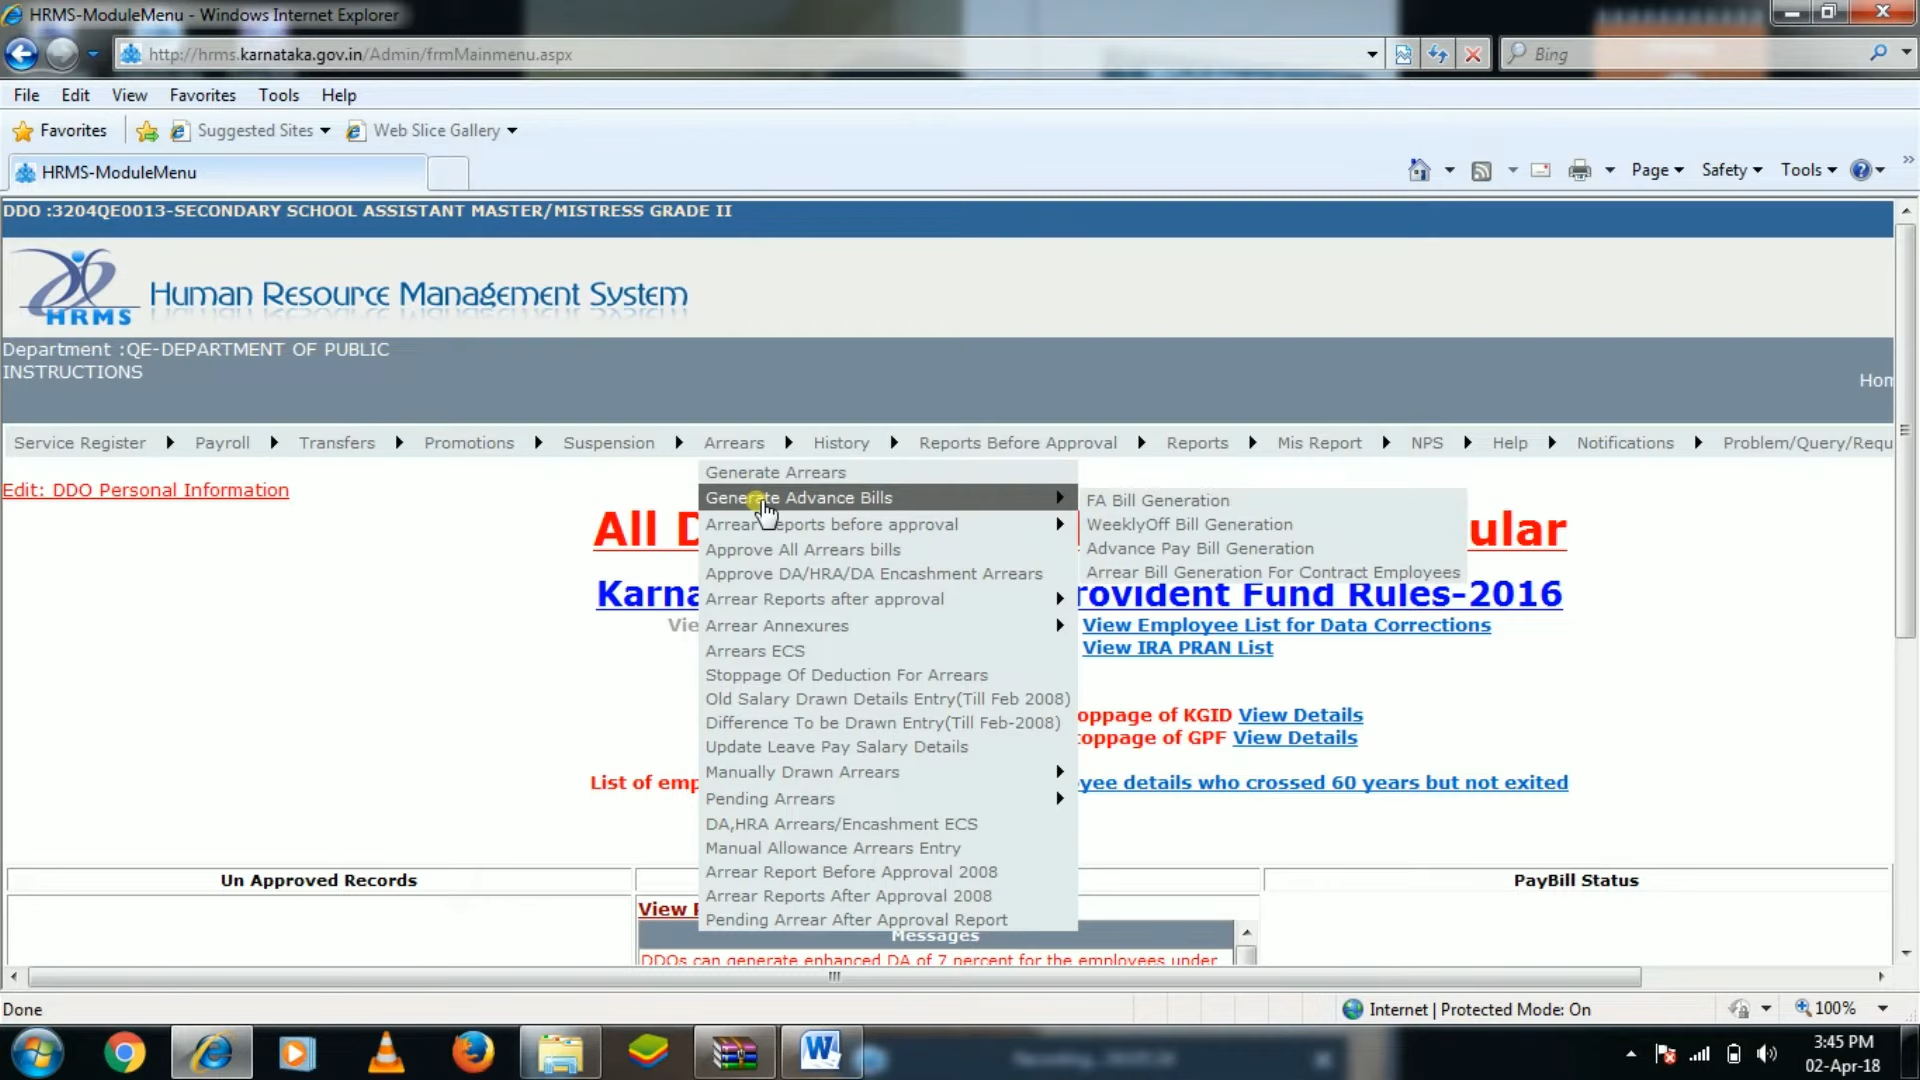 HRMS-ModuleMenu - Windows Internet Explorer
http://hrms.karnataka.gov.in/Admin/frmMainmenu.aspx
Bing
File Edit View Favorites Tools Help
Favorites Suggested Sites Web Slice Gallery
HRMS-ModuleMenu
Page Safety Tools
DDO :3204QE0013-SECONDARY SCHOOL ASSISTANT MASTER/MISTRESS GRADE II
HRMS
Human Resource Management System
Department :QE-DEPARTMENT OF PUBLIC
INSTRUCTIONS
Hom
Service Register Payroll Transfers Promotions Suspension Arrears History Reports Before Approval Reports Mis Report NPS Help Notifications Problem/Query/Requ
Edit: DDO Personal Information
Generate Arrears
Generate Advance Bills
Arrear Reports before approval
Approve All Arrears bills
Approve DA/HRA/DA Encashment Arrears
Arrear Reports after approval
Arrear Annexures
Arrears ECS
Stoppage Of Deduction For Arrears
Old Salary Drawn Details Entry(Till Feb 2008)
Difference To be Drawn Entry(Till Feb-2008)
Update Leave Pay Salary Details
Manually Drawn Arrears
Pending Arrears
DA,HRA Arrears/Encashment ECS
Manual Allowance Arrears Entry
Arrear Report Before Approval 2008
Arrear Reports After Approval 2008
Pending Arrear After Approval Report
FA Bill Generation
WeeklyOff Bill Generation
Advance Pay Bill Generation
Arrear Bill Generation For Contract Employees
All D ular
Karna rovident Fund Rules-2016
Vie View Employee List for Data Corrections
View IRA PRAN List
oppage of KGID View Details
toppage of GPF View Details
List of emp yee details who crossed 60 years but not exited
Un Approved Records
PayBill Status
View
Messages
DDOs can generate enhanced DA of 7 percent for the employees under
Done
Internet | Protected Mode: On
100%
3:45 PM
02-Apr-18